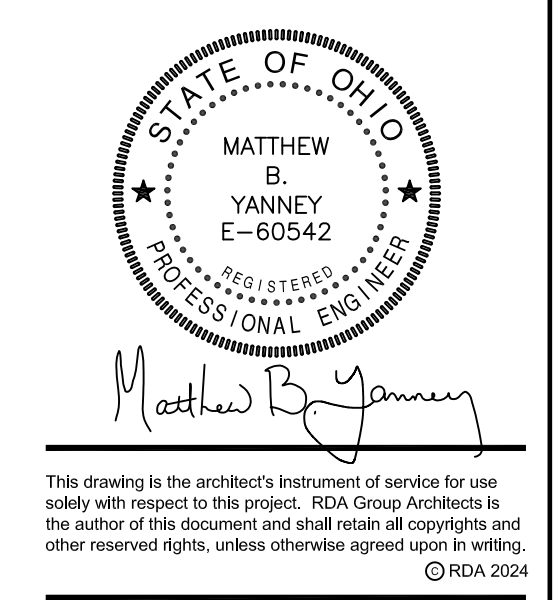 STATE OF OHIO
MATTHEW
B.
YANNEY
E-60542
REGISTERED
PROFESSIONAL ENGINEER
Matthew B. Yanney
This drawing is the architect's instrument of service for use
solely with respect to this project.  RDA Group Architects is
the author of this document and shall retain all copyrights and
other reserved rights, unless otherwise agreed upon in writing.
© RDA 2024